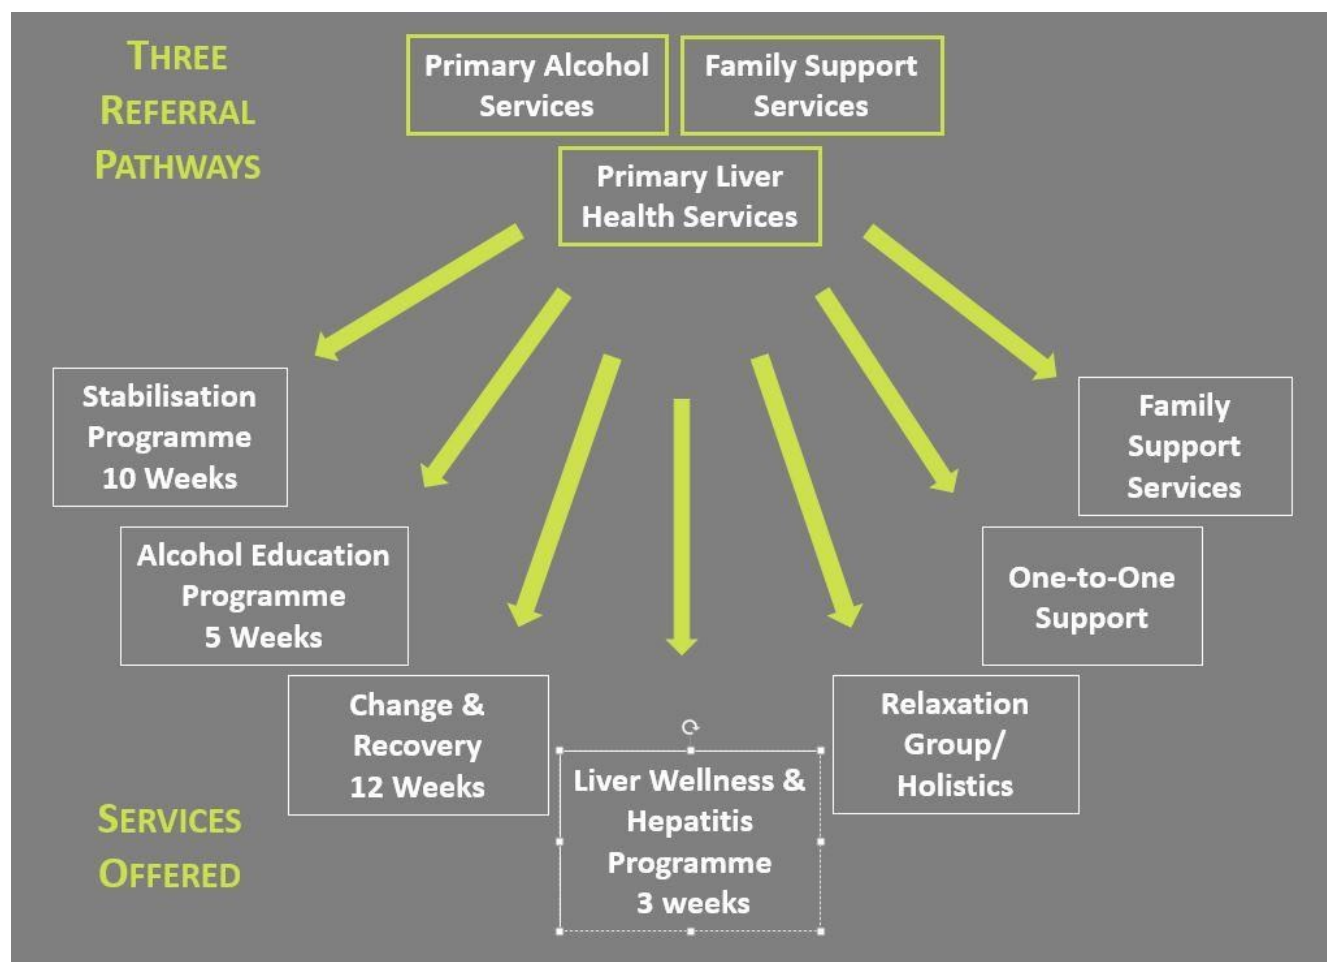 THREE
REFERRAL
PATHWAYS
Primary Alcohol
Services
Family Support
Services
Primary Liver
Health Services
Stabilisation
Programme
10 Weeks
Alcohol Education
Programme
5 Weeks
Change &
Recovery
12 Weeks
Liver Wellness &
Hepatitis
Programme
3 weeks
Relaxation
Group/
Holistics
One-to-One
Support
Family
Support
Services
SERVICES
OFFERED